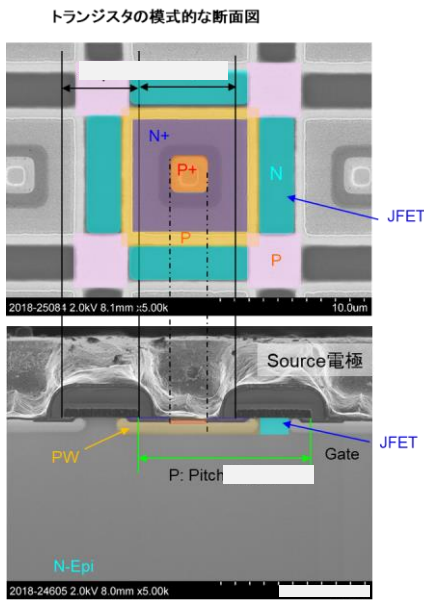 トランジスタの模式的な断面図
N+
P+
N
JFET
P
P
2018-25084 2.0kV 8.1mm x5.00k
10.0um
Source電極
JFET
PW
Gate
P: Pitch
N-Epi
2018-24605 2.0kV 8.0mm x5.00k